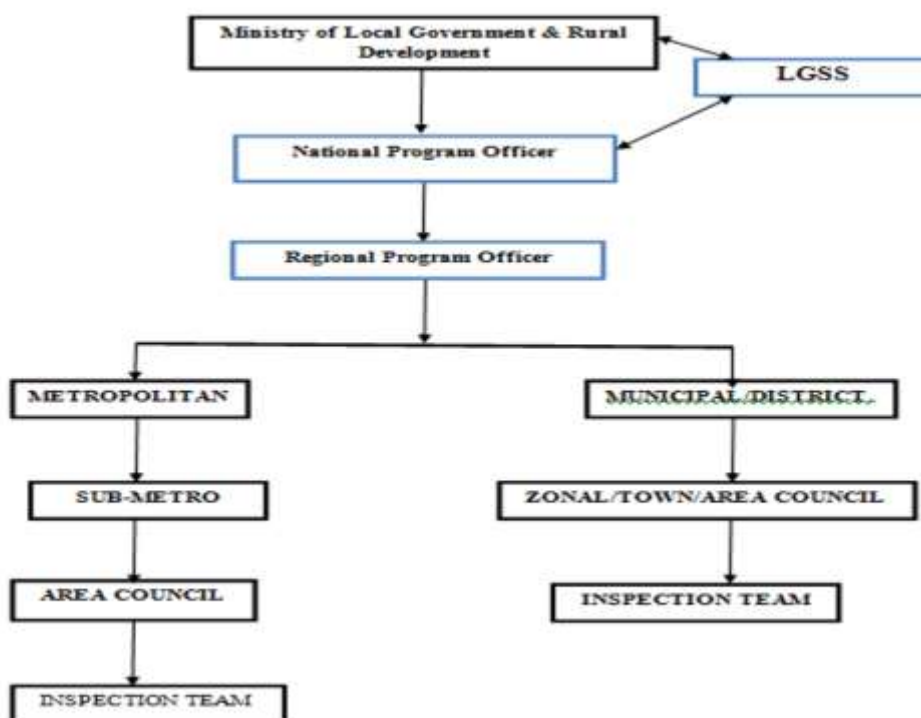 Ministry of Local Government & Rural
Development
LGSS
National Program Officer
Regional Program Officer
METROPOLITAN
MUNICIPAL/DISTRICT.
SUB-METRO
ZONAL/TOWN/AREA COUNCIL
AREA COUNCIL
INSPECTION TEAM
INSPECTION TEAM